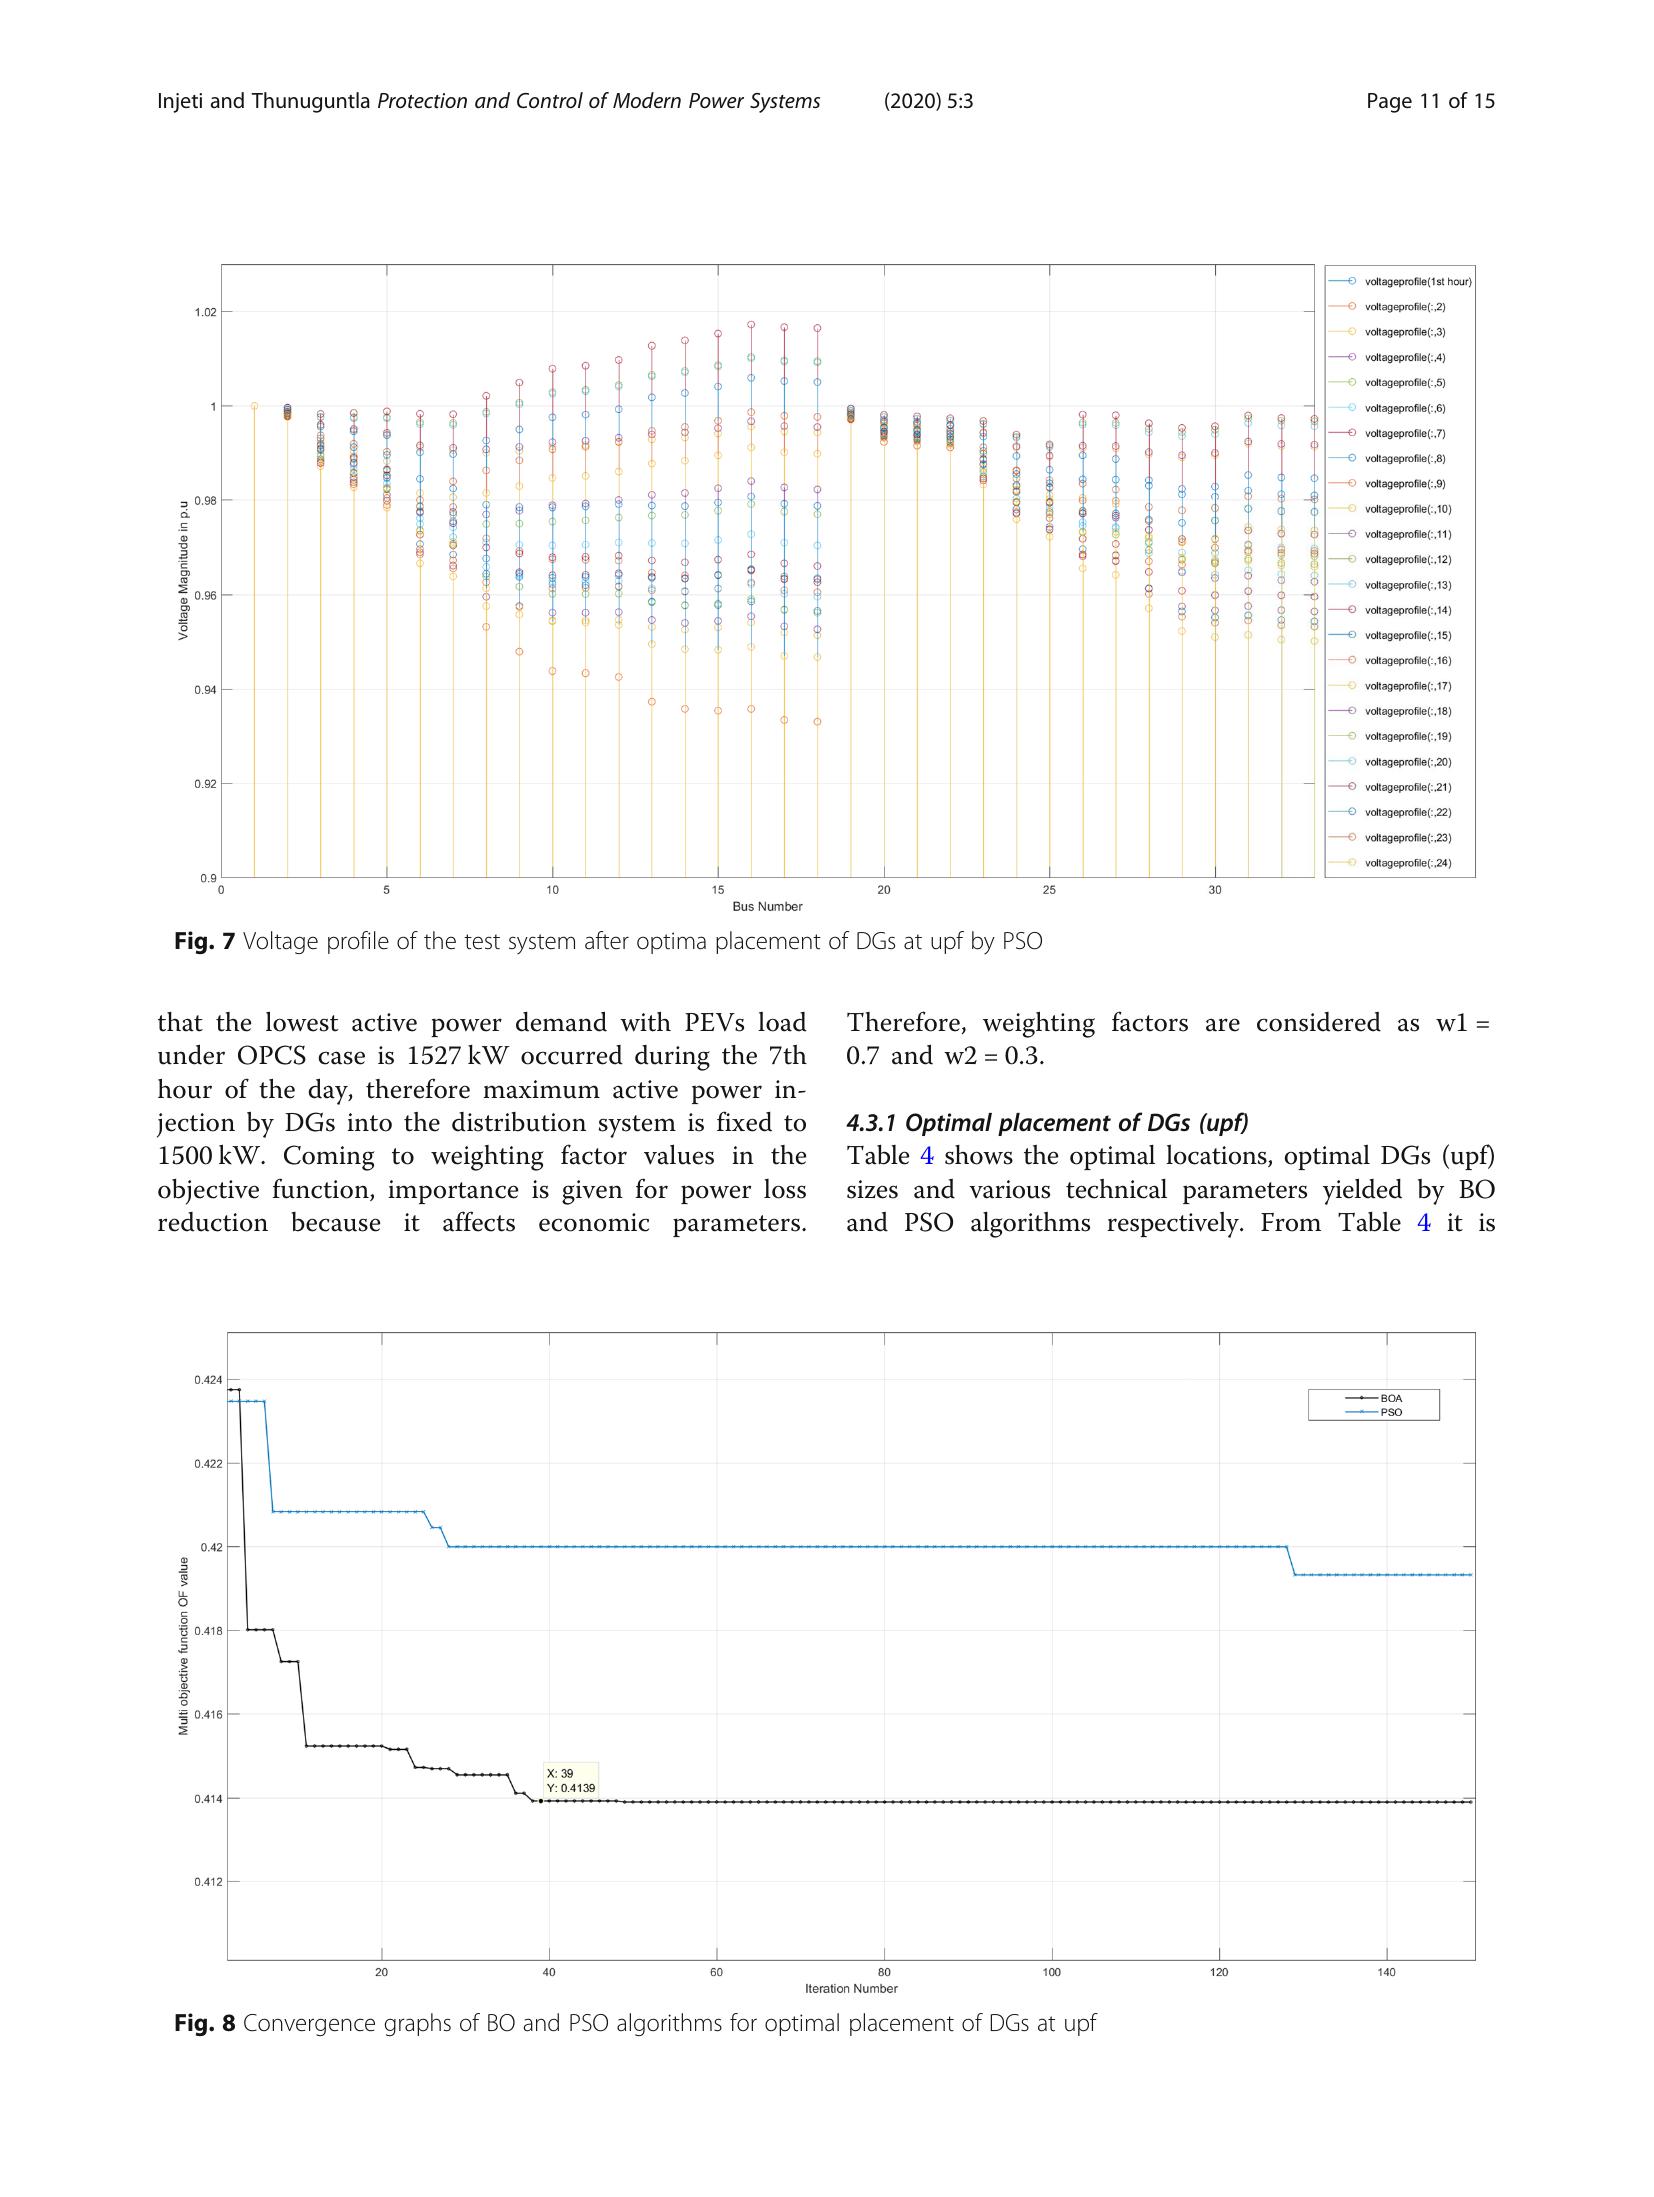 Injeti and Thunuguntla Protection and Control of Modern Power Systems (2020) 5:3 Page 11 of 15
1.02
1
0.98
0.96
0.94
0.92
0.9
Voltage Magnitude in p.u
0 5 10 15 20 25 30
Bus Number
voltageprofile(1st hour)
voltageprofile(:,2)
voltageprofile(:,3)
voltageprofile(:,4)
voltageprofile(:,5)
voltageprofile(:,6)
voltageprofile(:,7)
voltageprofile(:,8)
voltageprofile(:,9)
voltageprofile(:,10)
voltageprofile(:,11)
voltageprofile(:,12)
voltageprofile(:,13)
voltageprofile(:,14)
voltageprofile(:,15)
voltageprofile(:,16)
voltageprofile(:,17)
voltageprofile(:,18)
voltageprofile(:,19)
voltageprofile(:,20)
voltageprofile(:,21)
voltageprofile(:,22)
voltageprofile(:,23)
voltageprofile(:,24)
Fig. 7 Voltage profile of the test system after optima placement of DGs at upf by PSO
that the lowest active power demand with PEVs load
under OPCS case is 1527 kW occurred during the 7th
hour of the day, therefore maximum active power in-
jection by DGs into the distribution system is fixed to
1500 kW. Coming to weighting factor values in the
objective function, importance is given for power loss
reduction because it affects economic parameters.
Therefore, weighting factors are considered as w1 =
0.7 and w2 = 0.3.
4.3.1 Optimal placement of DGs (upf)
Table 4 shows the optimal locations, optimal DGs (upf)
sizes and various technical parameters yielded by BO
and PSO algorithms respectively. From Table 4 it is
0.424
0.422
0.42
0.418
0.416
0.414
0.412
Multi objective function OF value
BOA
PSO
X: 39
Y: 0.4139
20 40 60 80 100 120 140
Iteration Number
Fig. 8 Convergence graphs of BO and PSO algorithms for optimal placement of DGs at upf